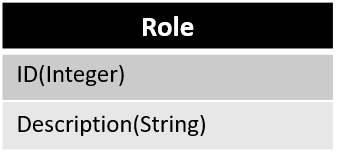 Role
ID(Integer)
Description(String)